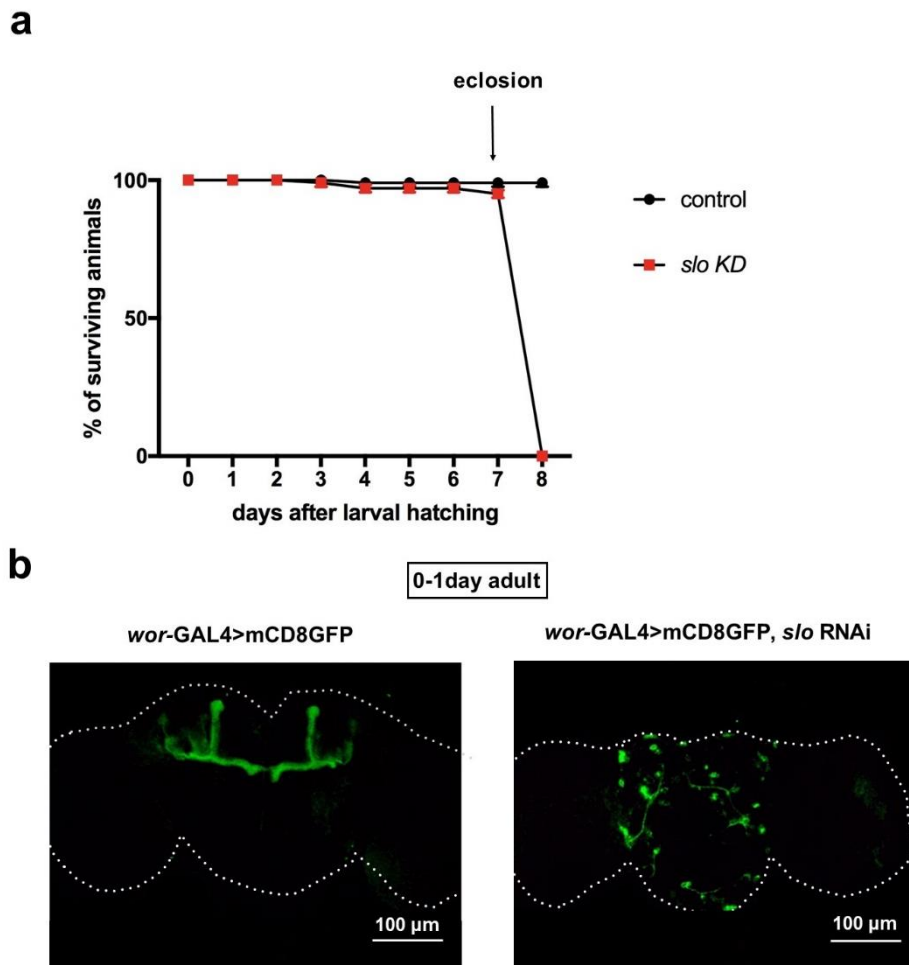 a
eclosion
100
50
0
% of surviving animals
0 1 2 3 4 5 6 7 8
days after larval hatching
control
slo KD
b
0-1day adult
wor-GAL4>mCD8GFP
wor-GAL4>mCD8GFP, slo RNAi
100 µm
100 µm